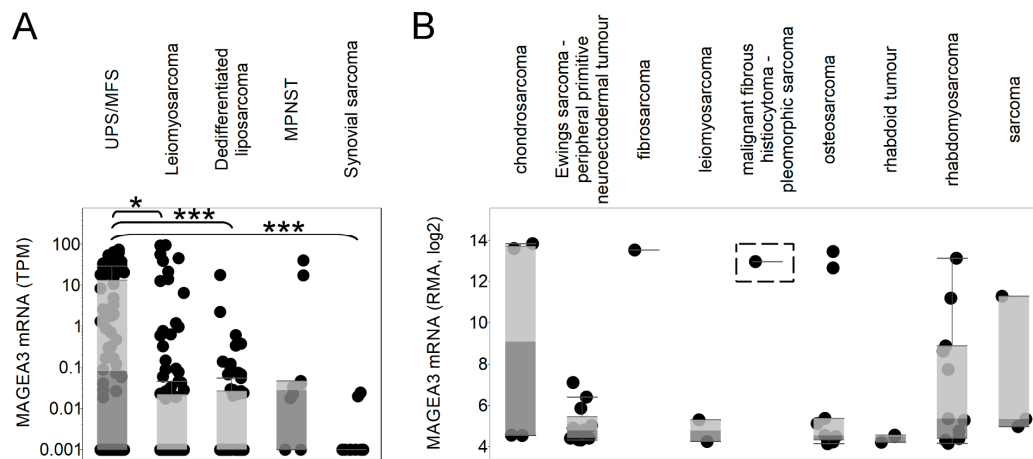 A
UPS/MFS
Leiomyosarcoma
Dedifferentiated
liposarcoma
MPNST
Synovial sarcoma
*
***
***
MAGEA3 mRNA (TPM)
100
10
1
0.1
0.01
0.001
B
chondrosarcoma
Ewings sarcoma -
peripheral primitive
neuroectodermal tumour
fibrosarcoma
leiomyosarcoma
malignant fibrous
histiocytoma -
pleomorphic sarcoma
osteosarcoma
rhabdoid tumour
rhabdomyosarcoma
sarcoma
MAGEA3 mRNA (RMA, log2)
14
12
10
8
6
4